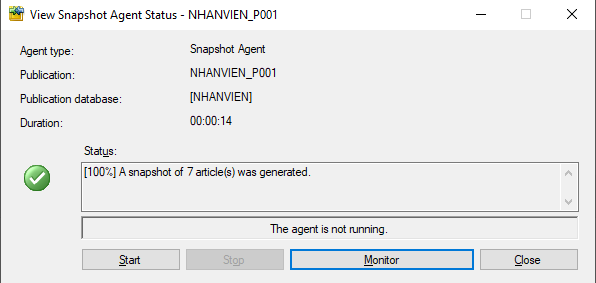 View Snapshot Agent Status - NHANVIEN_P001
Agent type: Snapshot Agent
Publication: NHANVIEN_P001
Publication database: [NHANVIEN]
Duration: 00:00:14
Status:
[100%] A snapshot of 7 article(s) was generated.
The agent is not running.
Start Stop Monitor Close